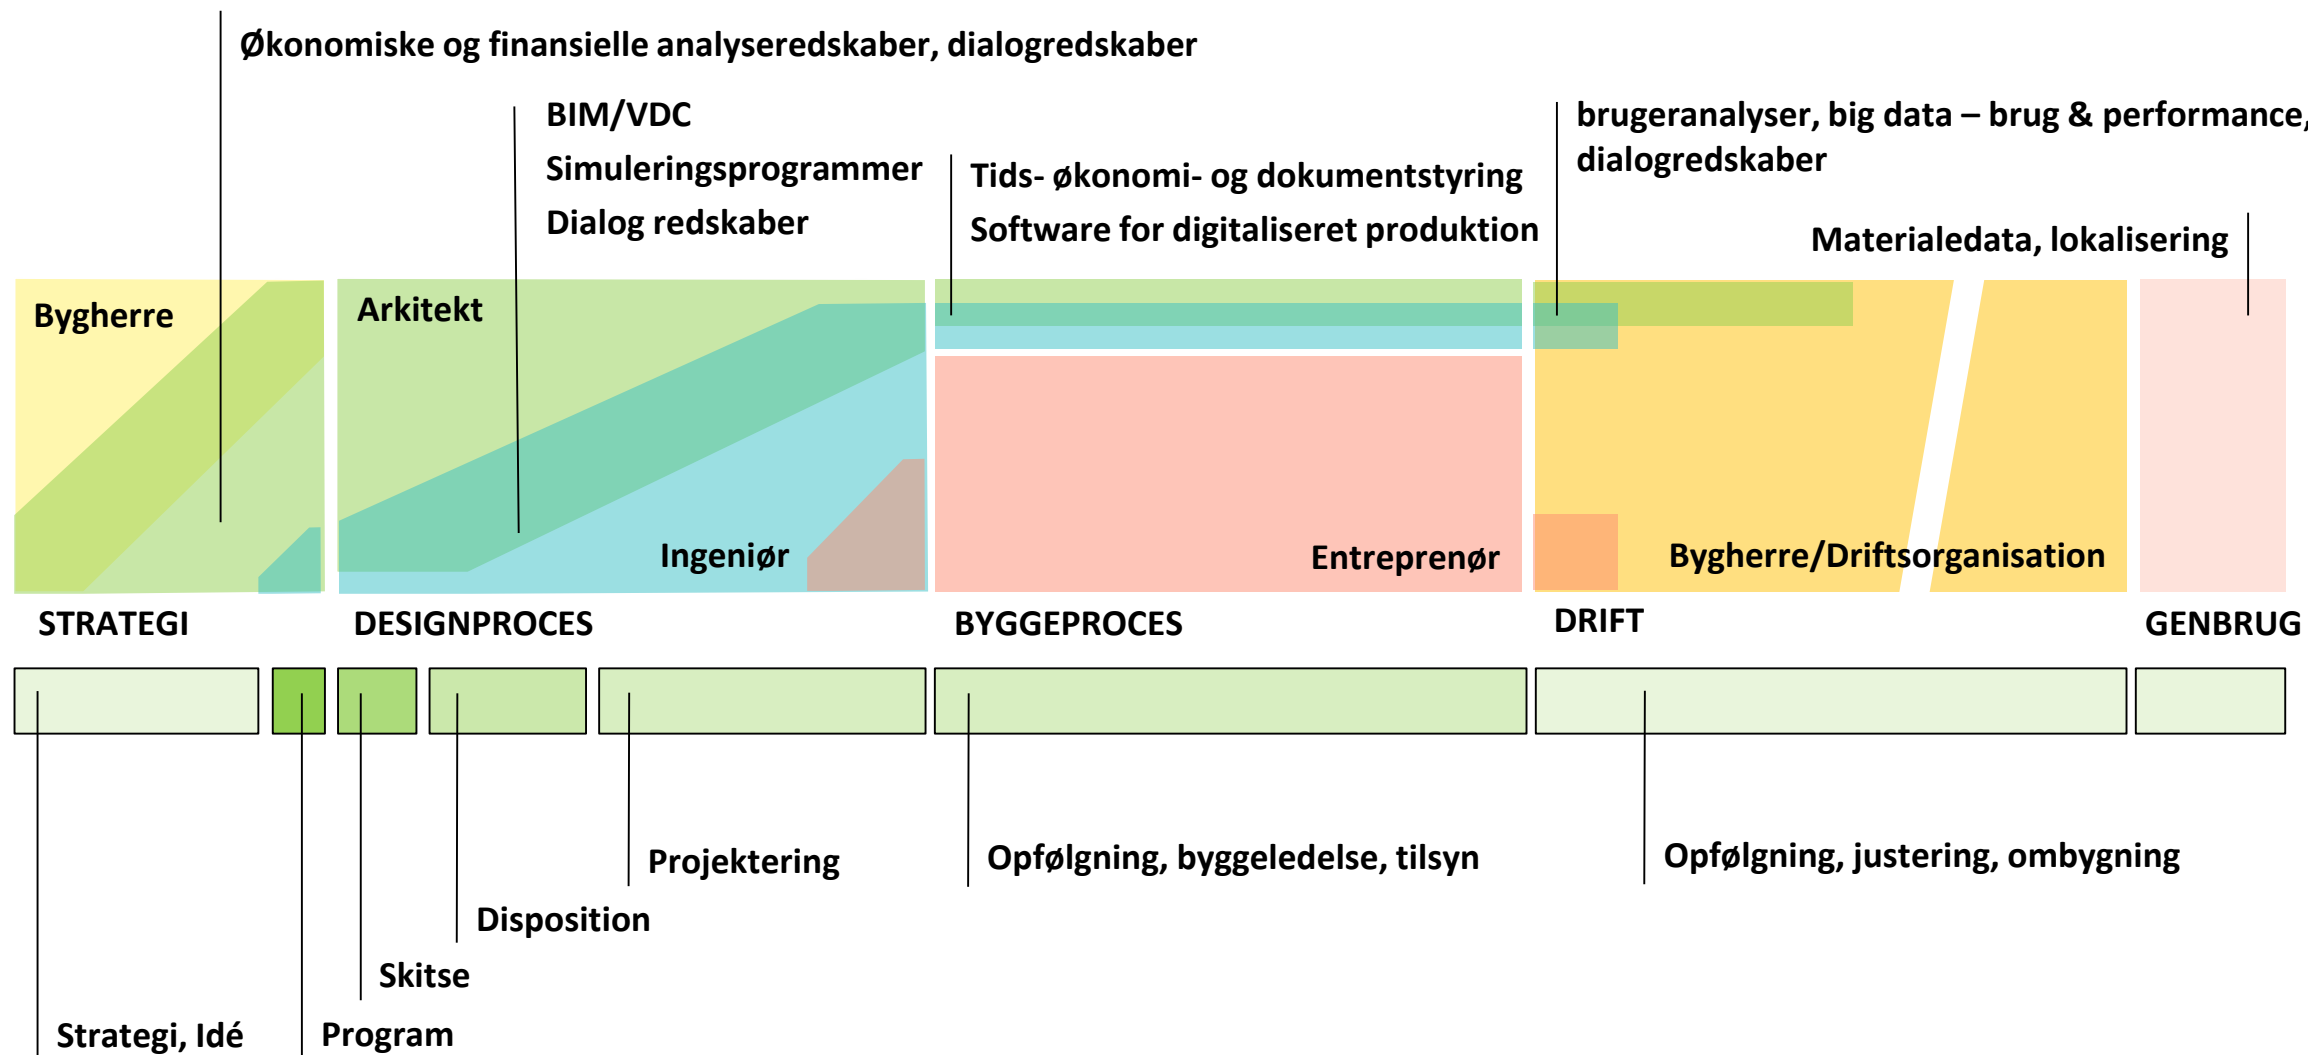 Økonomiske og finansielle analyseredskaber, dialogredskaber
BIM/VDC
Simuleringsprogrammer
Dialog redskaber
Tids- økonomi- og dokumentstyring
Software for digitaliseret produktion
brugeranalyser, big data – brug & performance,
dialogredskaber
Materialedata, lokalisering
Bygherre
Arkitekt
Ingeniør
Entreprenør
Bygherre/Driftsorganisation
STRATEGI
DESIGNPROCES
BYGGEPROCES
DRIFT
GENBRUG
Projektering
Opfølgning, byggeledelse, tilsyn
Opfølgning, justering, ombygning
Disposition
Skitse
Strategi, Idé
Program